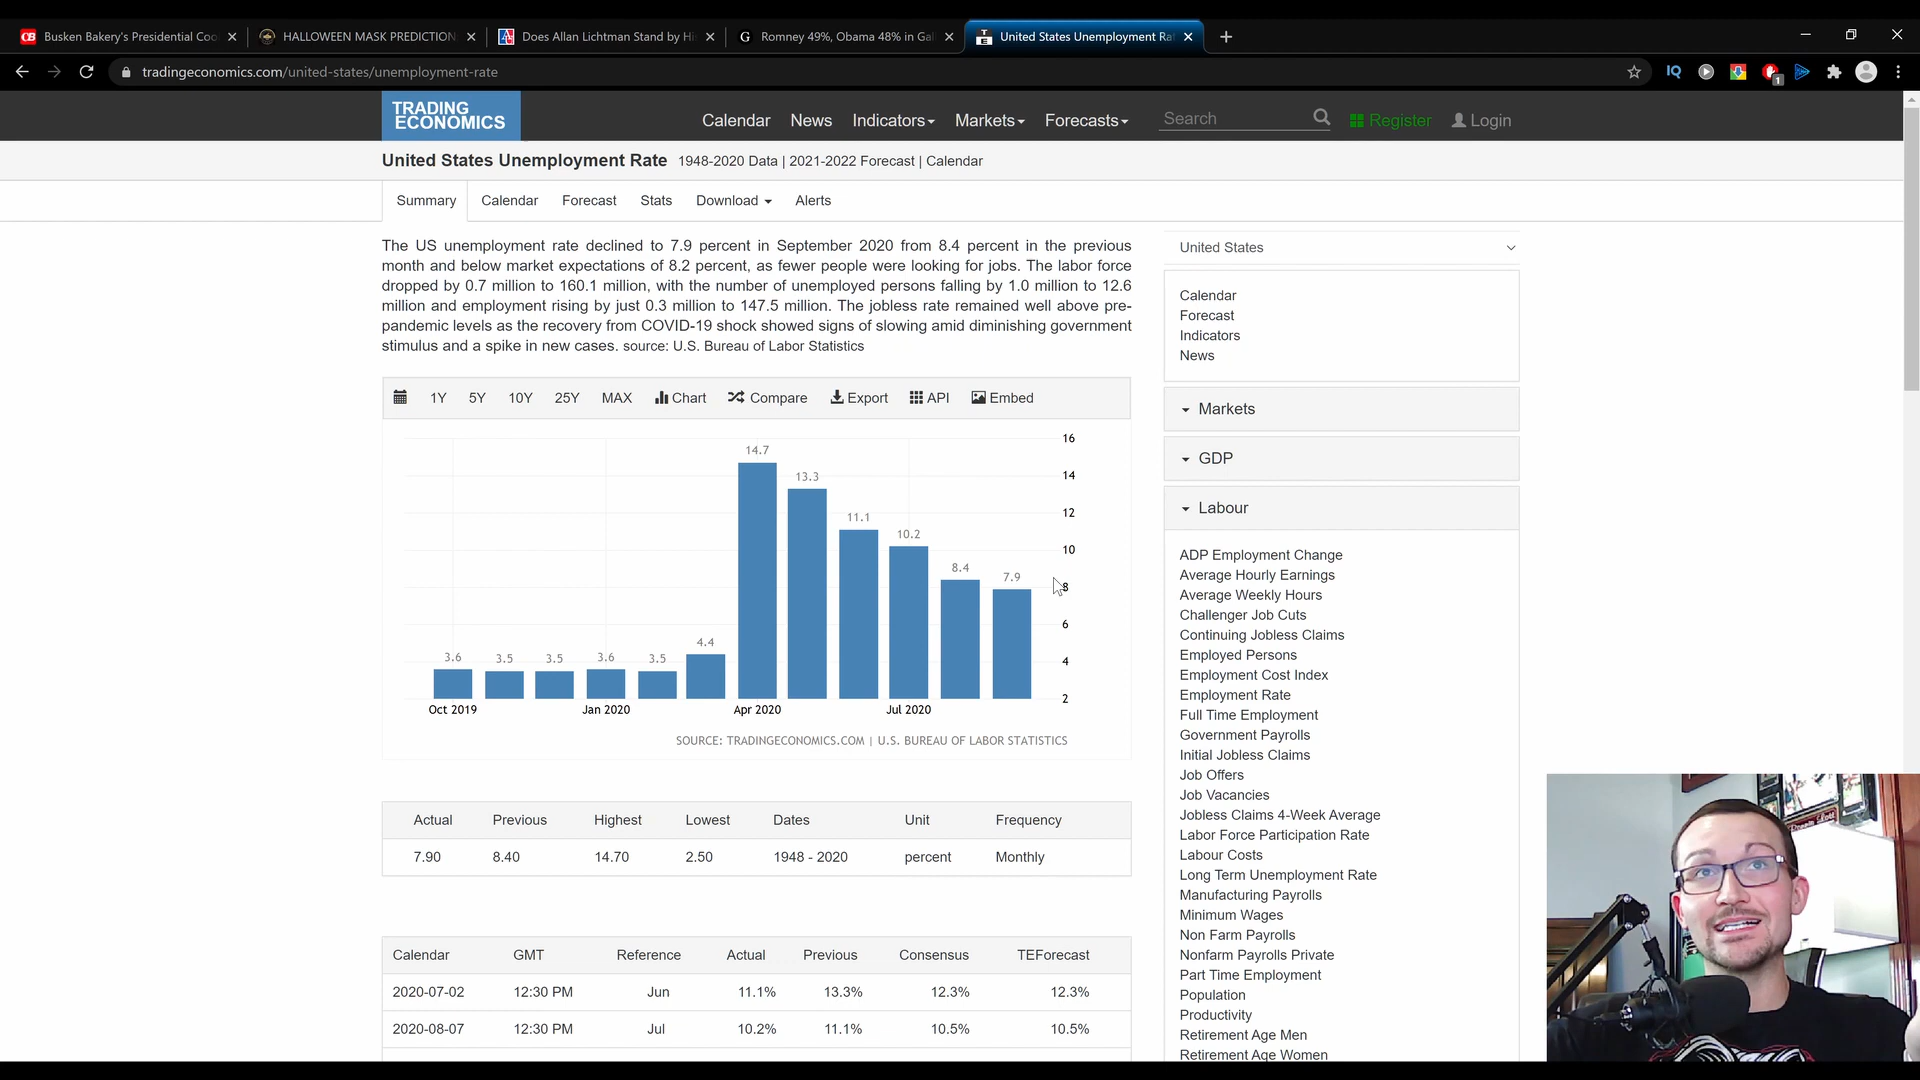 Busken Bakery's Presidential Coo
HALLOWEEN MASK PREDICTION
Does Allan Lichtman Stand by Hi
Romney 49%, Obama 48% in Gal
United States Unemployment Ra
tradingeconomics.com/united-states/unemployment-rate
IQ
1
TRADING
ECONOMICS
Calendar News Indicators Markets Forecasts Search Register Login
United States Unemployment Rate 1948-2020 Data | 2021-2022 Forecast | Calendar
Summary Calendar Forecast Stats Download Alerts
The US unemployment rate declined to 7.9 percent in September 2020 from 8.4 percent in the previous
month and below market expectations of 8.2 percent, as fewer people were looking for jobs. The labor force
dropped by 0.7 million to 160.1 million, with the number of unemployed persons falling by 1.0 million to 12.6
million and employment rising by just 0.3 million to 147.5 million. The jobless rate remained well above pre-
pandemic levels as the recovery from COVID-19 shock showed signs of slowing amid diminishing government
stimulus and a spike in new cases. source: U.S. Bureau of Labor Statistics
1Y 5Y 10Y 25Y MAX Chart Compare Export API Embed
16
14.7
14
13.3
12
11.1
10.2
10
8.4
7.9
8
6
4.4
3.6 3.5 3.5 3.6 3.5
4
2
Oct 2019 Jan 2020 Apr 2020 Jul 2020
SOURCE: TRADINGECONOMICS.COM | U.S. BUREAU OF LABOR STATISTICS
Actual Previous Highest Lowest Dates Unit Frequency
7.90 8.40 14.70 2.50 1948 - 2020 percent Monthly
Calendar GMT Reference Actual Previous Consensus TEForecast
2020-07-02 12:30 PM Jun 11.1% 13.3% 12.3% 12.3%
2020-08-07 12:30 PM Jul 10.2% 11.1% 10.5% 10.5%
United States
Calendar
Forecast
Indicators
News
Markets
GDP
Labour
ADP Employment Change
Average Hourly Earnings
Average Weekly Hours
Challenger Job Cuts
Continuing Jobless Claims
Employed Persons
Employment Cost Index
Employment Rate
Full Time Employment
Government Payrolls
Initial Jobless Claims
Job Offers
Job Vacancies
Jobless Claims 4-Week Average
Labor Force Participation Rate
Labour Costs
Long Term Unemployment Rate
Manufacturing Payrolls
Minimum Wages
Non Farm Payrolls
Nonfarm Payrolls Private
Part Time Employment
Population
Productivity
Retirement Age Men
Retirement Age Women